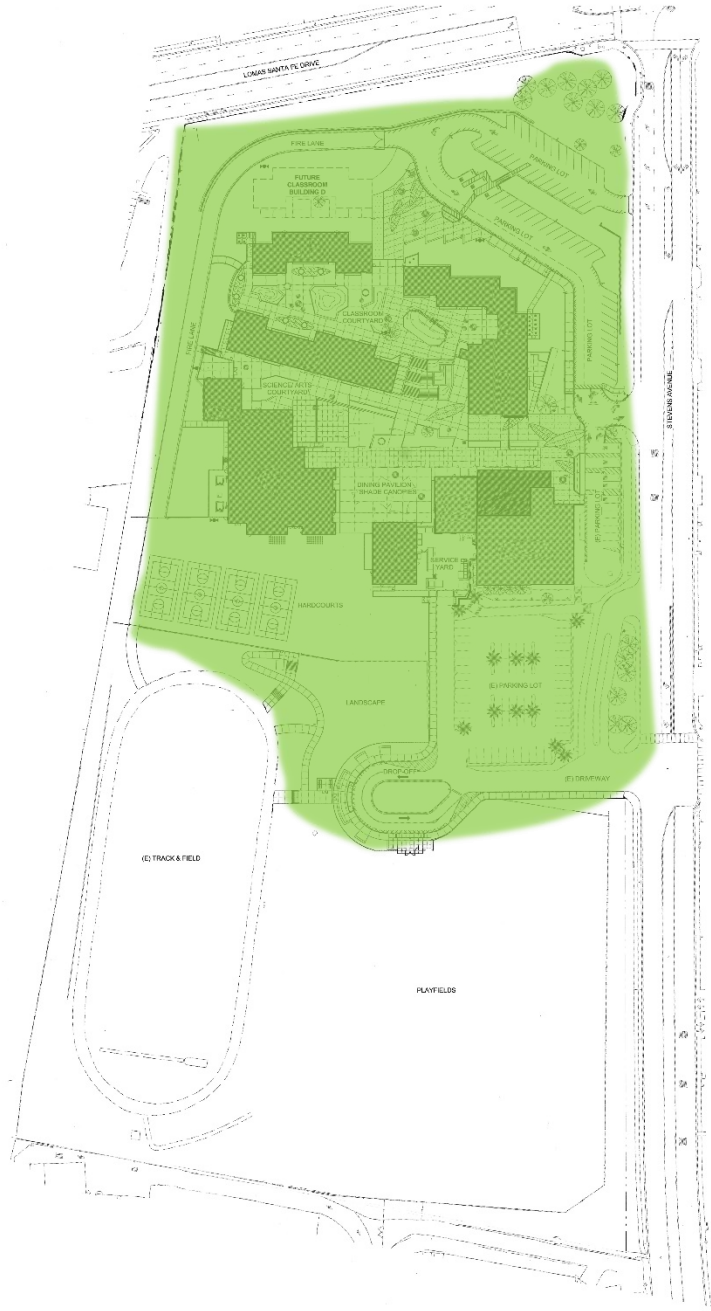 LOMAS SANTA FE DRIVE
FIRE LANE
FUTURE
CLASSROOM
BUILDING D
PARKING LOT
PARKING LOT
CLASSROOM
COURTYARD
FIRE LANE
PARKING LOT
SCIENCE/ ARTS
COURTYARD
STEVENS AVENUE
DINING PAVILION
SHADE CANOPIES
(E) PARKING LOT
SERVICE
YARD
HARDCOURTS
(E) PARKING LOT
LANDSCAPE
DROP-OFF
(E) DRIVEWAY
(E) TRACK & FIELD
PLAYFIELDS